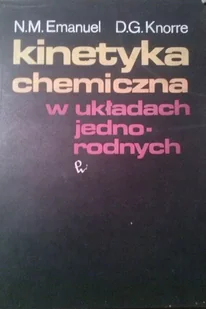 N.M. Emanuel D.G. Knorre
kinetyka
chemiczna
w układach
jedno-
rodnych